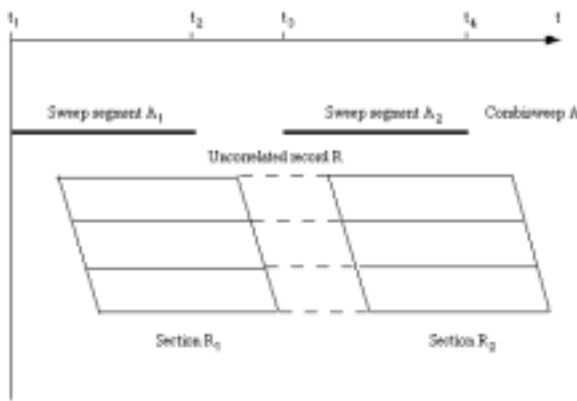 t1 t2 t3 t4 t
Sweep segment A1 Sweep segment A2 Combisweep A
Uncorrelated record R
Section R1 Section R2